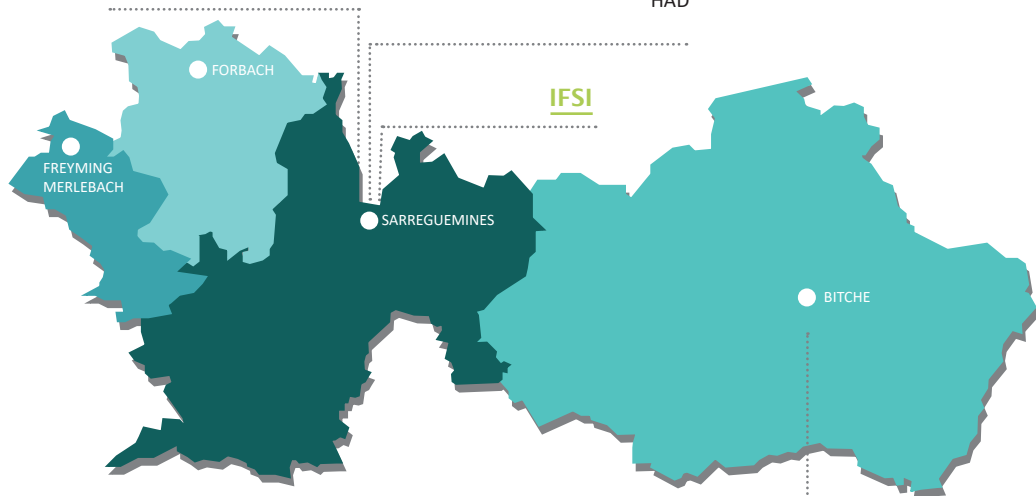 HAD
FORBACH
IFSI
FREYMING
MERLEBACH
SARREGUEMINES
BITCHE